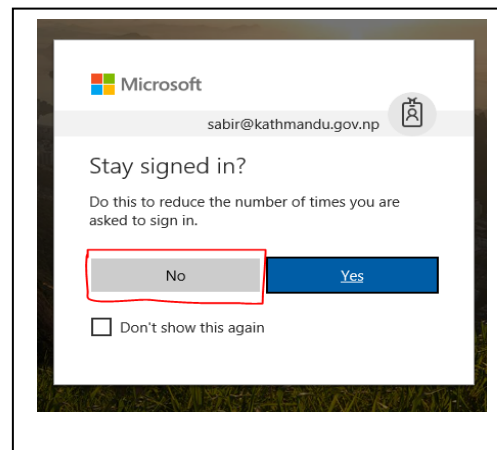 Microsoft
sabir@kathmandu.gov.np
Stay signed in?
Do this to reduce the number of times you are
asked to sign in.
No
Yes
Don't show this again